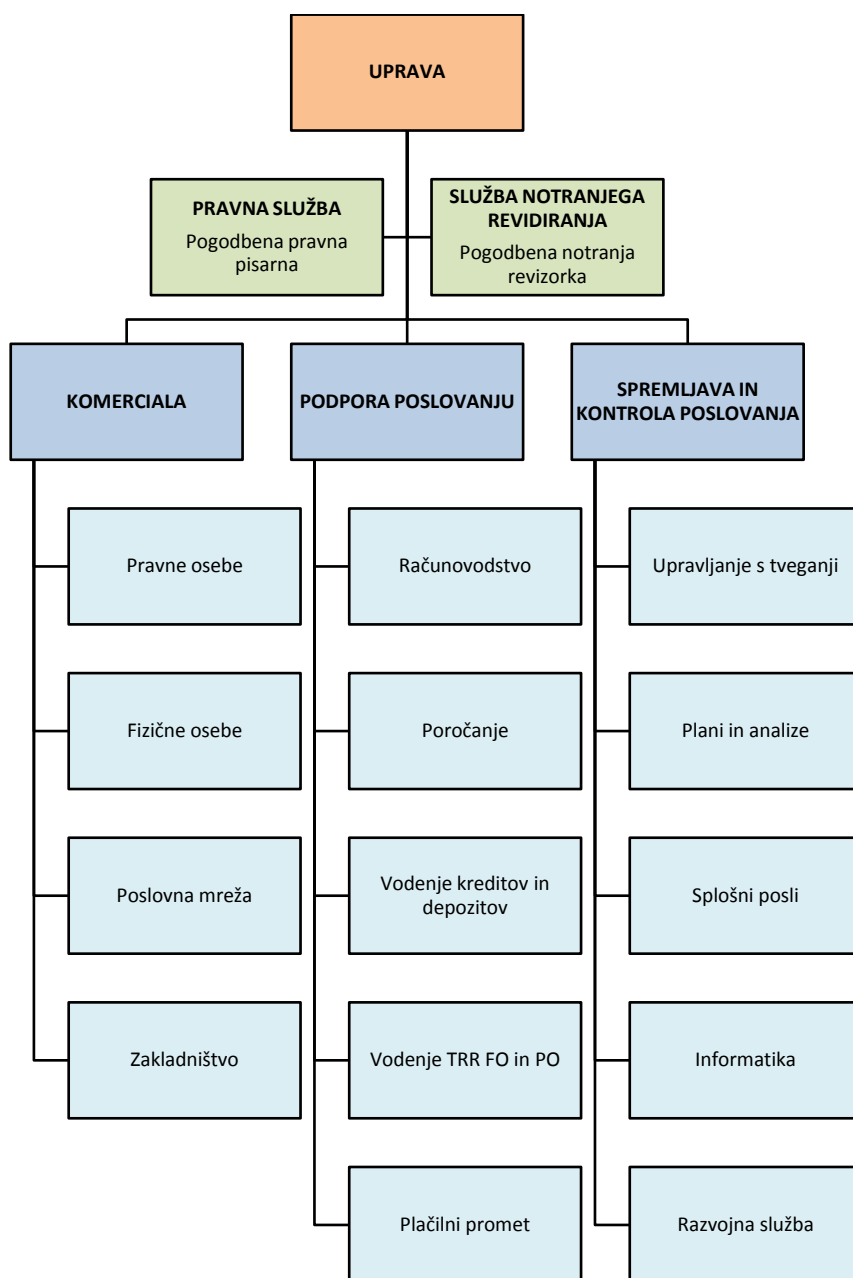 UPRAVA
PRAVNA SLUŽBA
Pogodbena pravna
pisarna
SLUŽBA NOTRANJEGA
REVIDIRANJA
Pogodbena notranja
revizorka
KOMERCIALA
PODPORA POSLOVANJU
SPREMLJAVA IN
KONTROLA POSLOVANJA
Pravne osebe
Računovodstvo
Upravljanje s tveganji
Fizične osebe
Poročanje
Plani in analize
Poslovna mreža
Vodenje kreditov in
depozitov
Splošni posli
Zakladništvo
Vodenje TRR FO in PO
Informatika
Plačilni promet
Razvojna služba